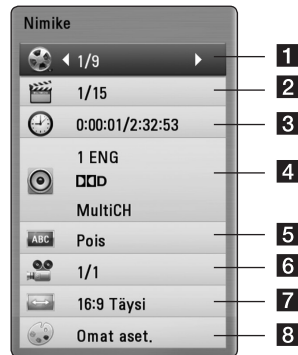 Nimike
1/9 1
1/15 2
0:00:01/2:32:53 3
1 ENG
DD D 4
MultiCH
ABC Pois 5
1/1 6
16:9 Täysi 7
Omat aset. 8